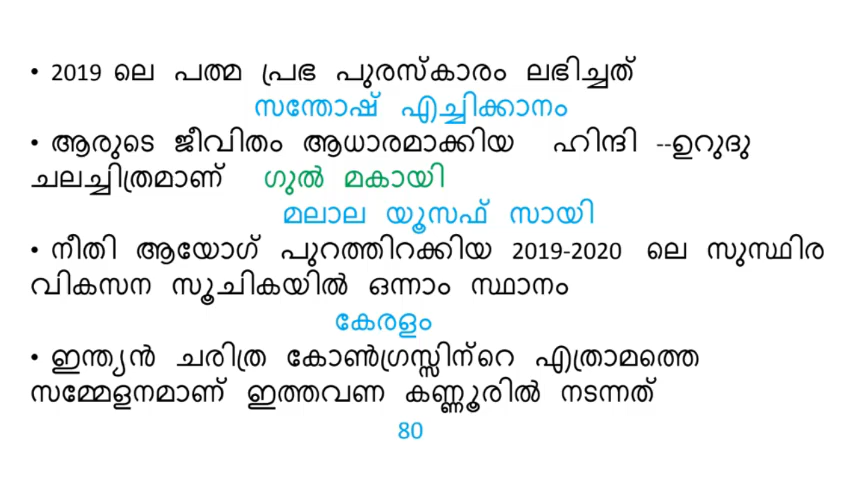 • 2019 ലെ പത്മ പ്രഭ പുരസ്കാരം ലഭിച്ചത്
സന്തോഷ് എച്ചിക്കാനം
• ആരുടെ ജീവിതം ആധാരമാക്കിയ ഹിന്ദി --ഉറുദു
ചലച്ചിത്രമാണ് ഗുൽ മകായി
മലാല യൂസഫ് സായി
• നീതി ആയോഗ് പുറത്തിറക്കിയ 2019-2020 ലെ സുസ്ഥിര
വികസന സൂചികയിൽ ഒന്നാം സ്ഥാനം
കേരളം
• ഇന്ത്യൻ ചരിത്ര കോൺഗ്രസ്സിന്റെ എത്രാമത്തെ
സമ്മേളനമാണ് ഇത്തവണ കണ്ണൂരിൽ നടന്നത്
80